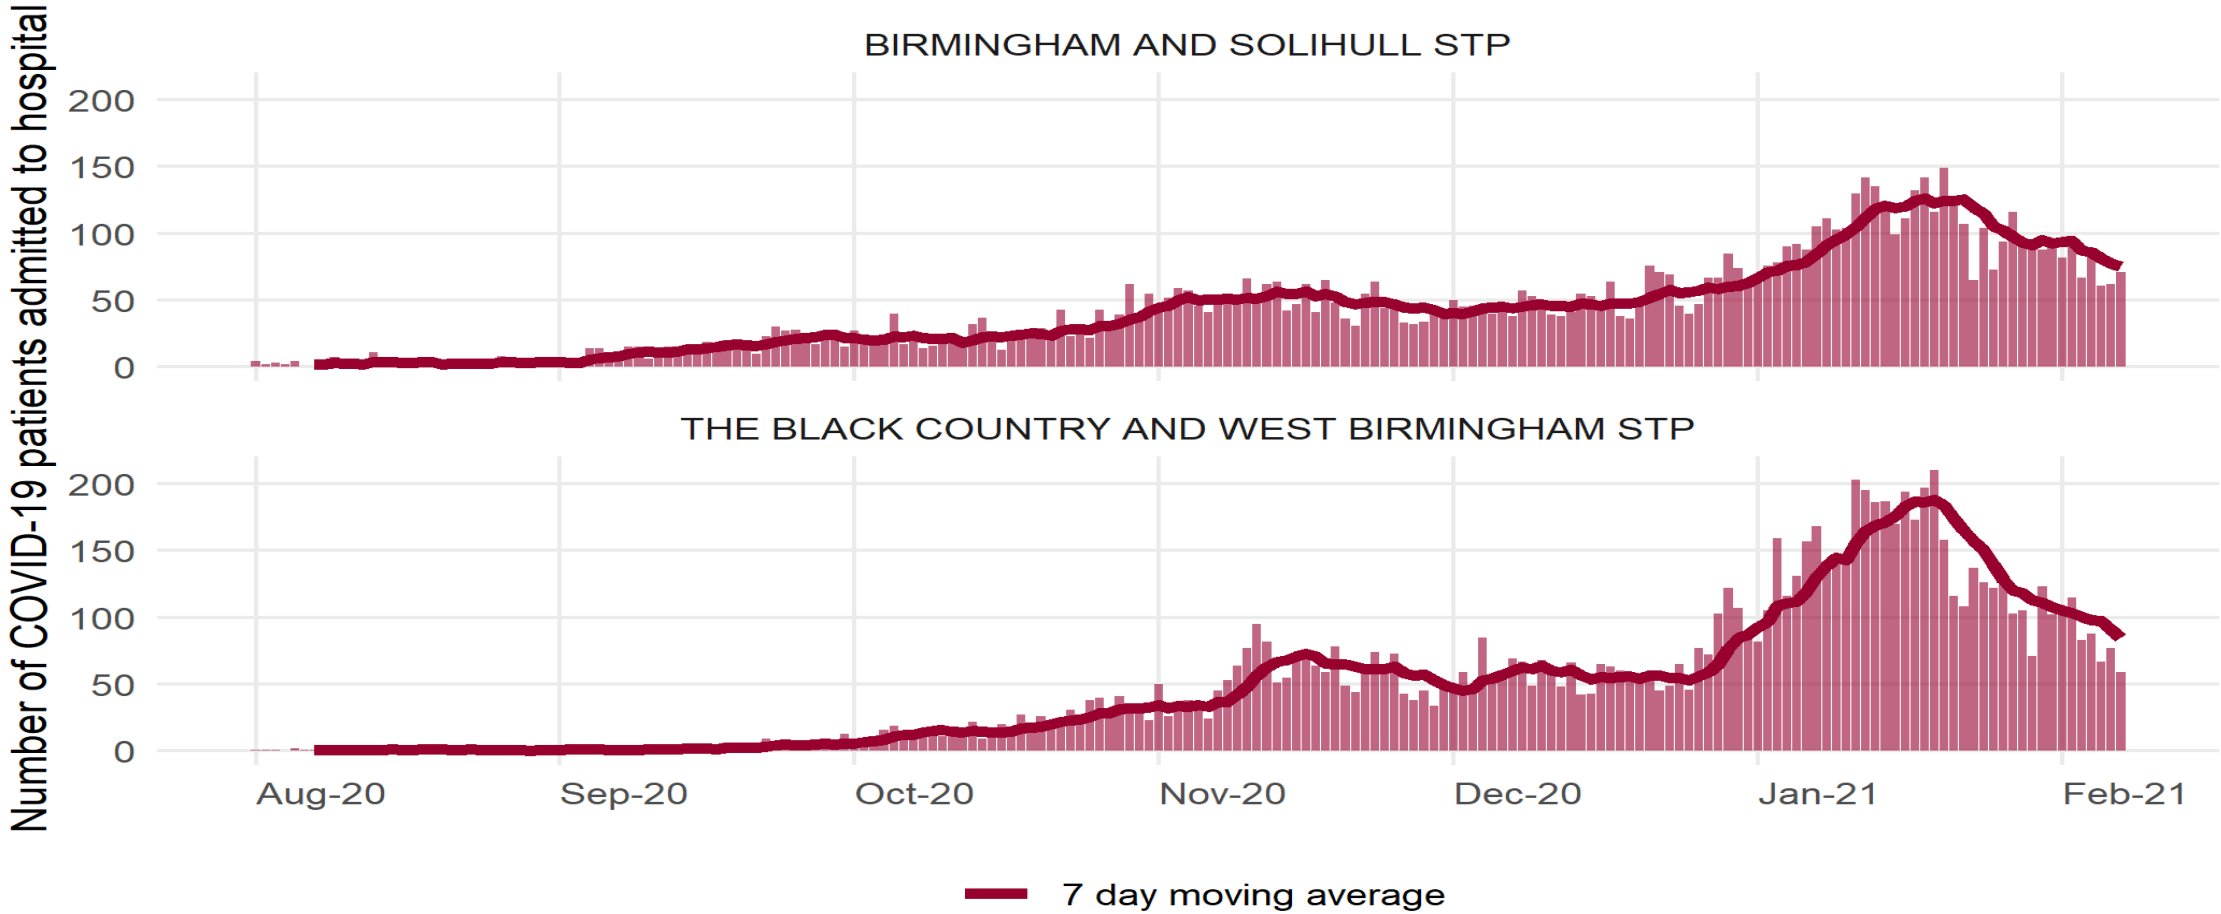 Number of COVID-19 patients admitted to hospital
BIRMINGHAM AND SOLIHULL STP
200
150
100
50
0
THE BLACK COUNTRY AND WEST BIRMINGHAM STP
200
150
100
50
0
Aug-20 Sep-20 Oct-20 Nov-20 Dec-20 Jan-21 Feb-21
7 day moving average